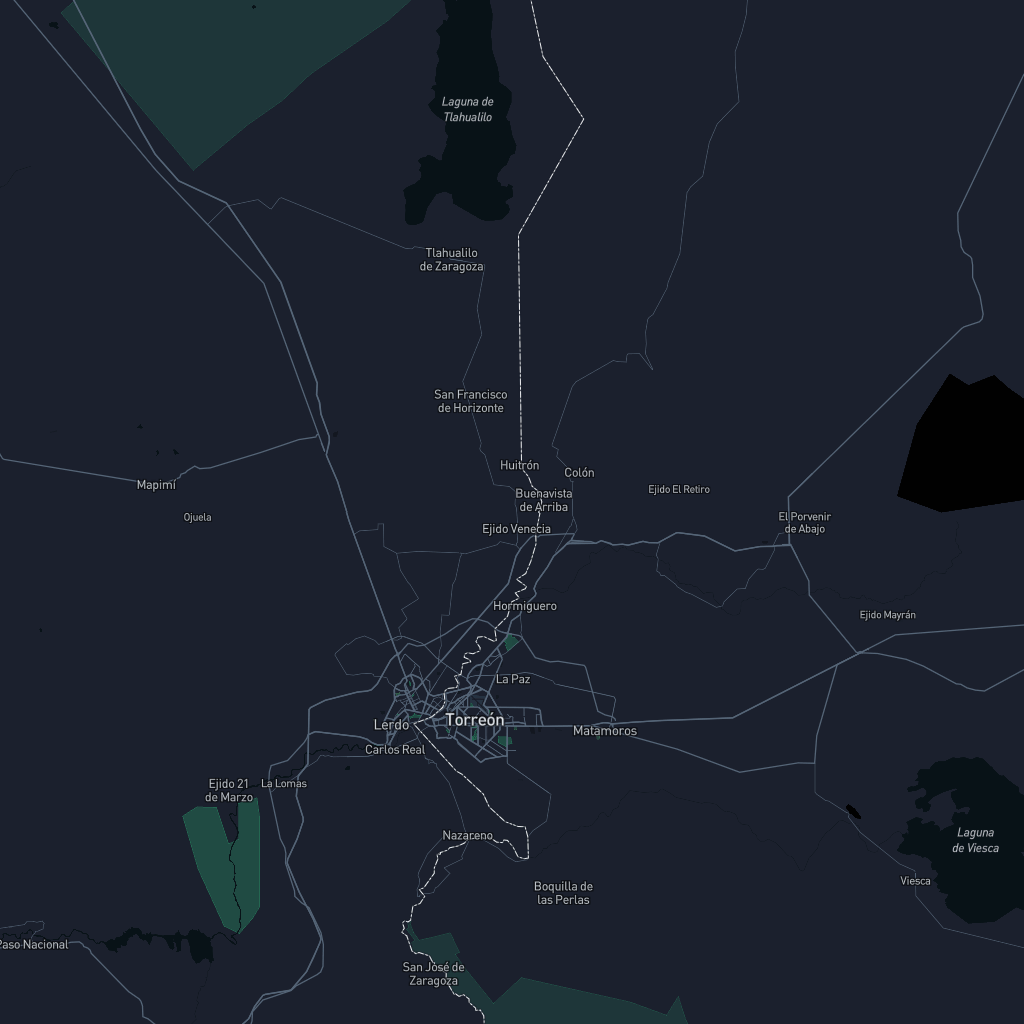 Laguna de
Tlahualilo
Tlahualilo
de Zaragoza
San Francisco
de Horizonte
Huitrón
Colón
Mapimí
Buenavista
de Arriba
Ejido El Retiro
Ojuela
El Porvenir
de Abajo
Ejido Venecia
Hormiguero
Ejido Mayrán
La Paz
Torreón
Lerdo
Matamoros
Carlos Real
Ejido 21
de Marzo
La Lomas
Nazareno
Laguna
de Viesca
Viesca
Boquilla de
las Perlas
Paso Nacional
San José de
Zaragoza